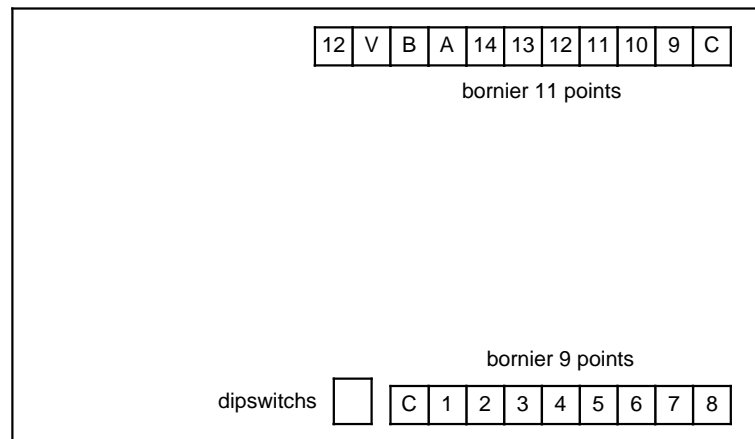 12 V B A 14 13 12 11 10 9 C
bornier 11 points
bornier 9 points
dipswitchs C 1 2 3 4 5 6 7 8